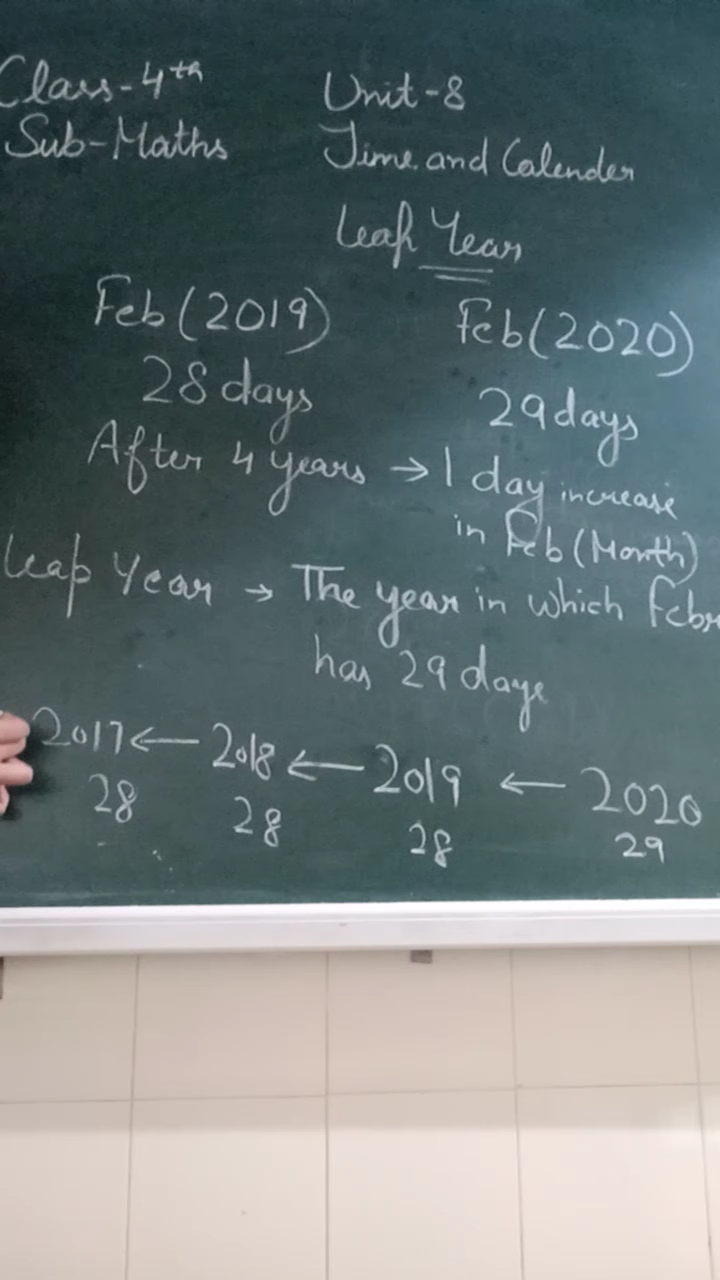 Class-4th
Sub-Maths
Unit-8
Time and Calender
Leap Year
Feb (2019)
28 days
Feb (2020)
29 days
After 4 years → 1 day increase
in Feb (Month)
Leap Year → The year in which Febr
has 29 days
2017 ← 2018 ← 2019 ← 2020
28 28 28 29